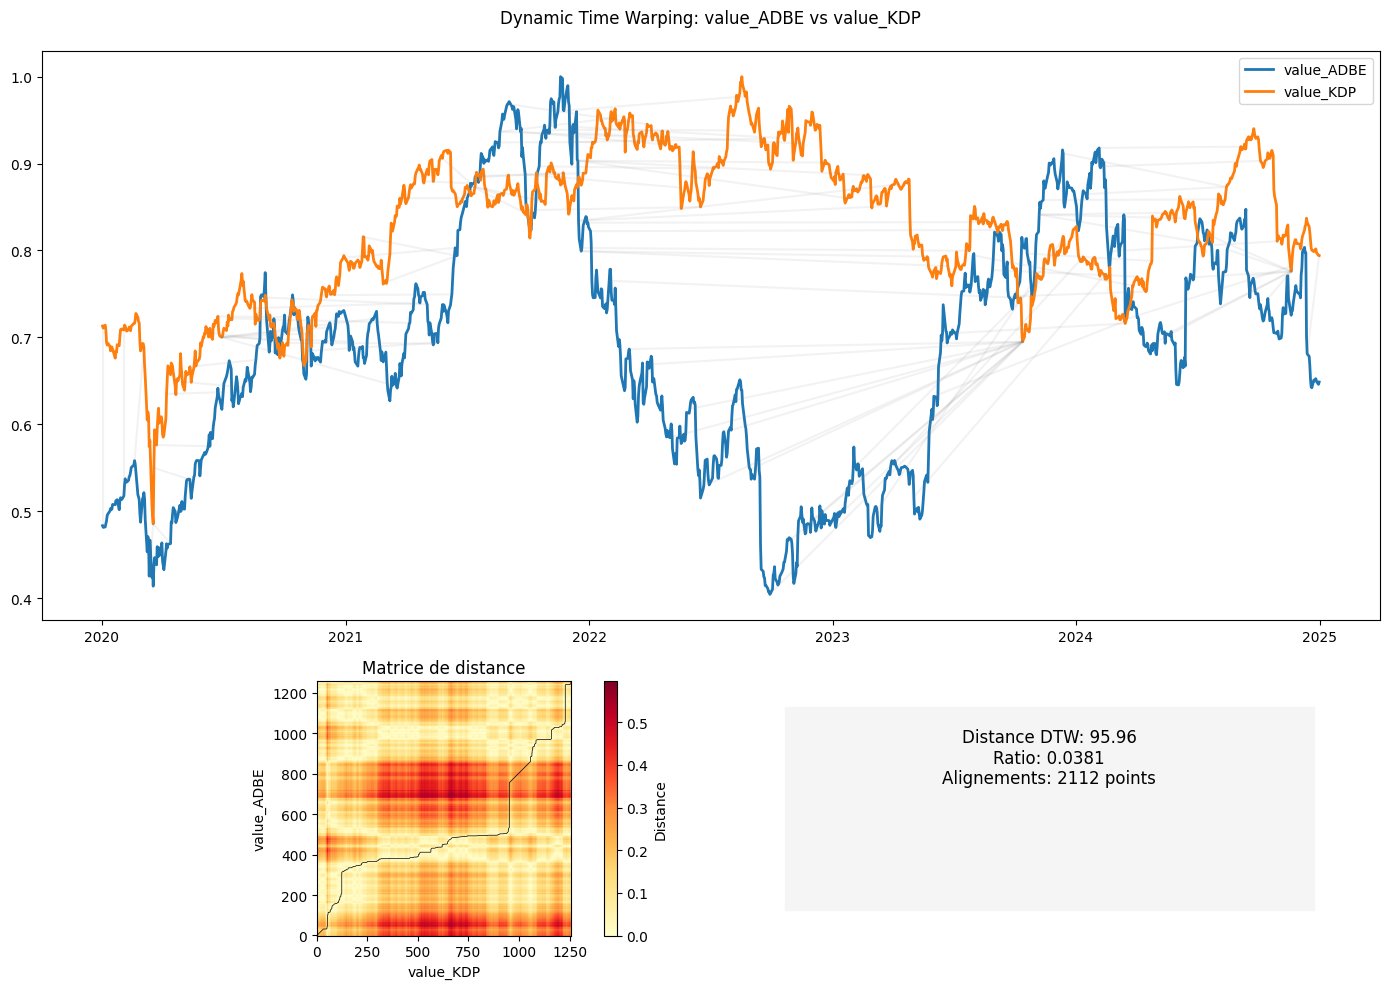 Dynamic Time Warping: value_ADBE vs value_KDP
value_ADBE
value_KDP
1.0
0.9
0.8
0.7
0.6
0.5
0.4
2020 2021 2022 2023 2024 2025
Matrice de distance
1200
1000
800
600
400
200
0
value_ADBE
0 250 500 750 1000 1250
value_KDP
0.5
0.4
0.3
0.2
0.1
0.0
Distance
Distance DTW: 95.96
Ratio: 0.0381
Alignements: 2112 points